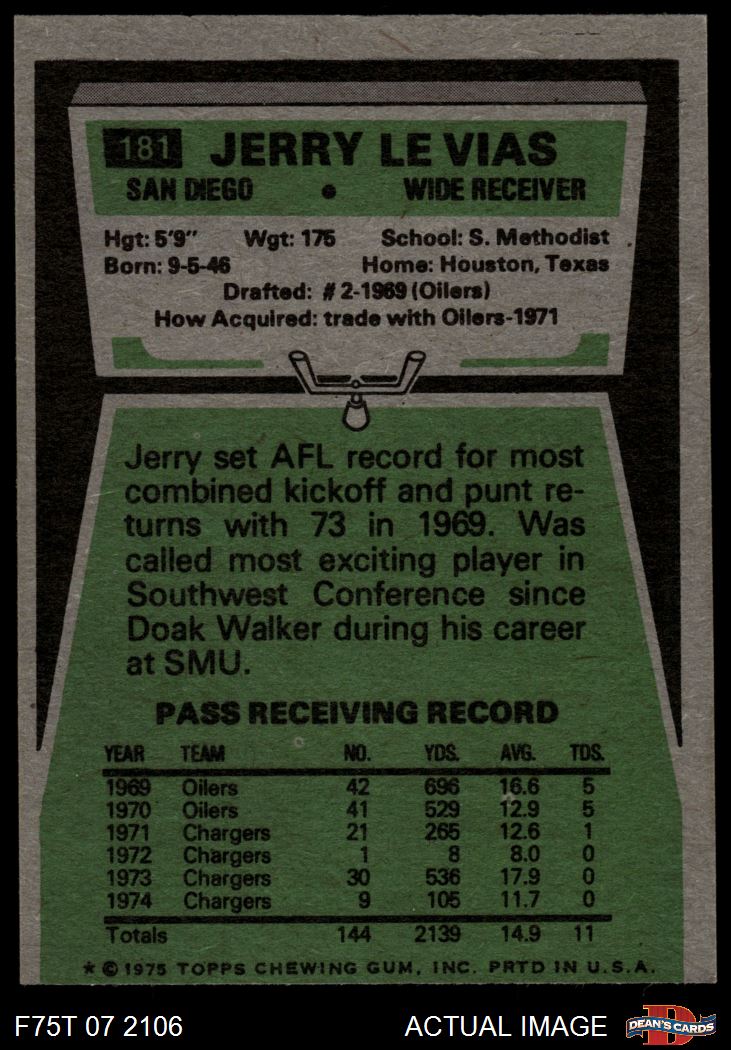 181 JERRY LE VIAS
SAN DIEGO • WIDE RECEIVER
Hgt: 5'9" Wgt: 175 School: S. Methodist
Born: 9-5-46 Home: Houston, Texas
Drafted: #2-1969 (Oilers)
How Acquired: trade with Oilers-1971
Jerry set AFL record for most
combined kickoff and punt re-
turns with 73 in 1969. Was
called most exciting player in
Southwest Conference since
Doak Walker during his career
at SMU.
PASS RECEIVING RECORD
YEAR TEAM NO. YDS. AVG. TDS.
1969 Oilers 42 696 16.6 5
1970 Oilers 41 529 12.9 5
1971 Chargers 21 265 12.6 1
1972 Chargers 1 8 8.0 0
1973 Chargers 30 536 17.9 0
1974 Chargers 9 105 11.7 0
Totals 144 2139 14.9 11
* © 1975 TOPPS CHEWING GUM, INC. PRTD IN U.S.A.
F75T 07 2106 ACTUAL IMAGE D DEAN'S CARDS